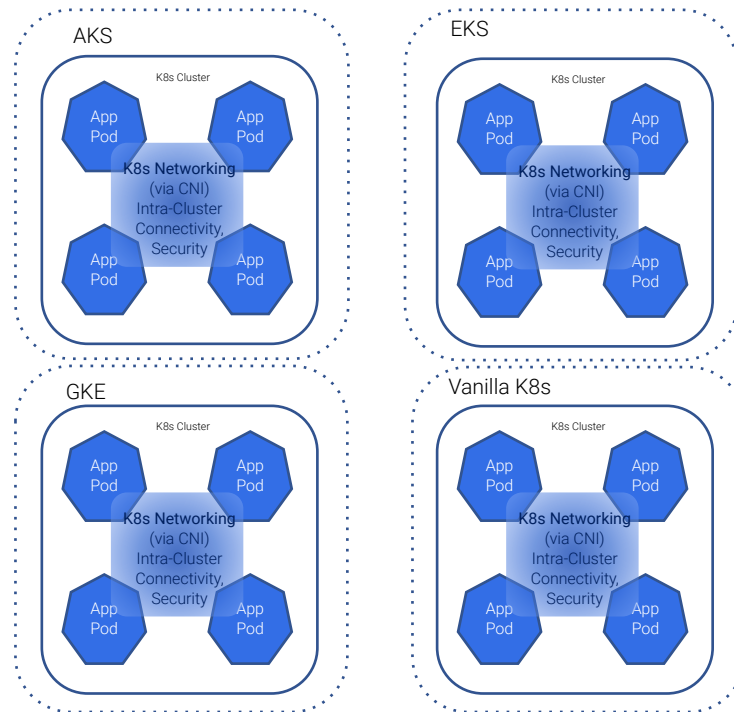 AKS
K8s Cluster
App
Pod
App
Pod
K8s Networking
(via CNI)
Intra-Cluster
Connectivity,
Security
App
Pod
App
Pod
EKS
K8s Cluster
App
Pod
App
Pod
K8s Networking
(via CNI)
Intra-Cluster
Connectivity,
Security
App
Pod
App
Pod
GKE
K8s Cluster
App
Pod
App
Pod
K8s Networking
(via CNI)
Intra-Cluster
Connectivity,
Security
App
Pod
App
Pod
Vanilla K8s
K8s Cluster
App
Pod
App
Pod
K8s Networking
(via CNI)
Intra-Cluster
Connectivity,
Security
App
Pod
App
Pod